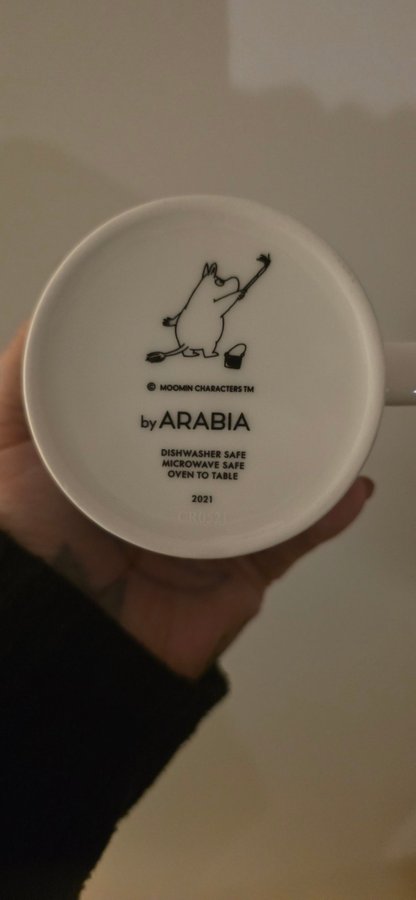 © MOOMIN CHARACTERS TM
by ARABIA
DISHWASHER SAFE
MICROWAVE SAFE
OVEN TO TABLE
2021